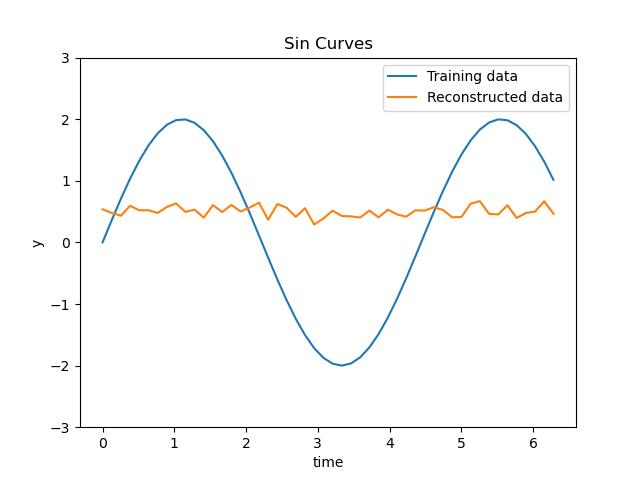 Sin Curves
Training data
Reconstructed data
3
2
1
0
−1
−2
−3
y
0 1 2 3 4 5 6
time